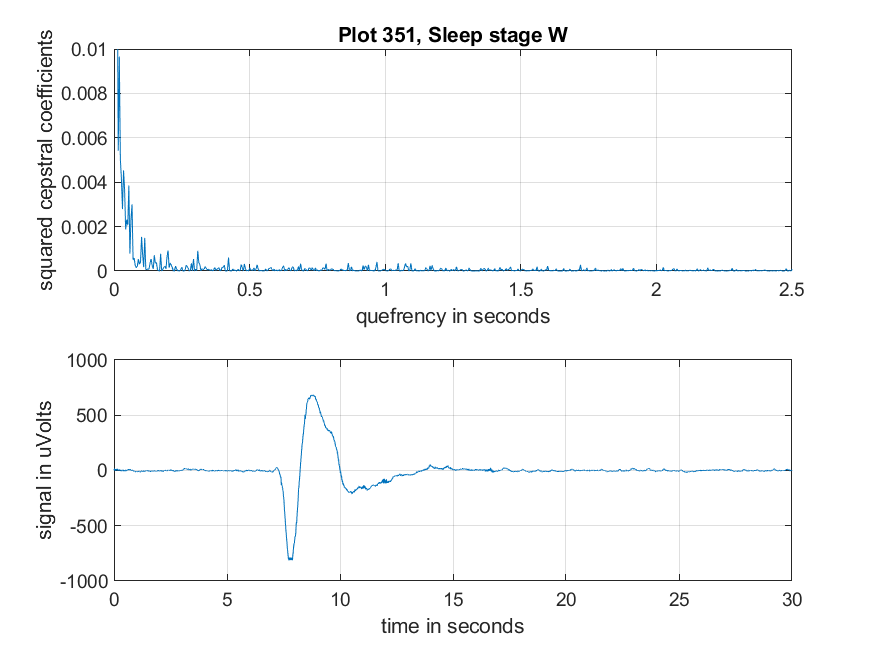 Plot 351, Sleep stage W
squared cepstral coefficients
0.01
0.008
0.006
0.004
0.002
0
0 0.5 1 1.5 2 2.5
quefrency in seconds
signal in uVolts
1000
500
0
-500
-1000
0 5 10 15 20 25 30
time in seconds